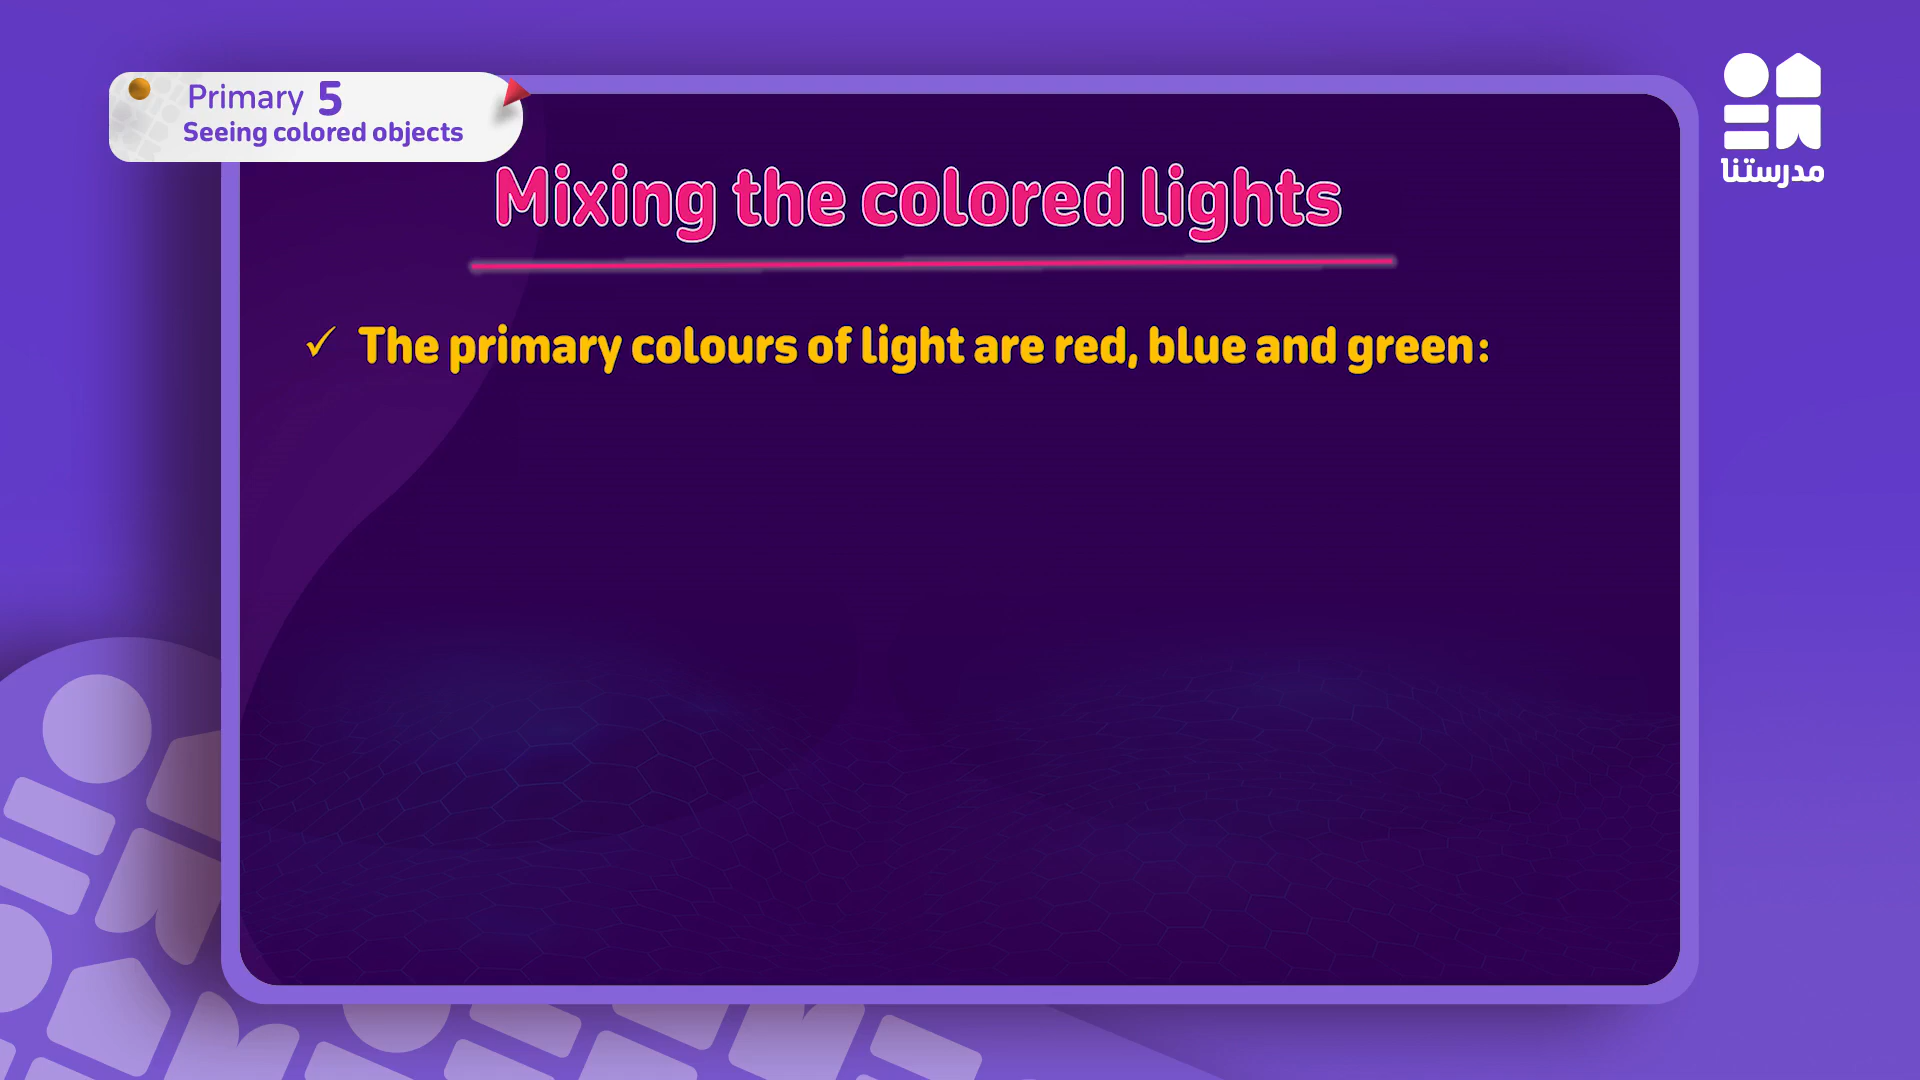 Primary 5
Seeing colored objects
مدرستنا
Mixing the colored lights
✓ The primary colours of light are red, blue and green: